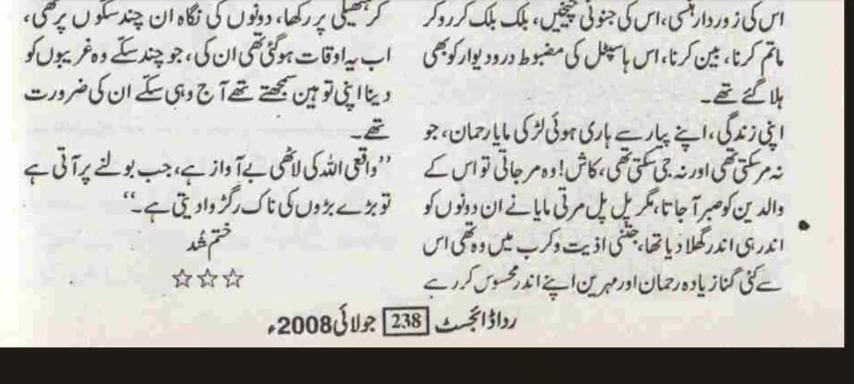 اس کی زوردار ہنسی، اس کی جنونی چیخیں، بلک بلک کر رو کر
ماتم کرنا، بین کرنا، اس ہاسپٹل کی مضبوط در و دیوار کو بھی
ہلا گئے تھے۔
اپنی زندگی، اپنے پیار سے ہاری ہوئی لڑکی مایا رحمان، جو
نہ مر سکتی تھی اور نہ جی سکتی تھی، کاش! وہ مر جاتی تو اس کے
والدین کو صبر آجاتا، مگر پل پل مرتی مایا نے ان دونوں کو
اندر ہی اندر گھلا دیا تھا، جتنی اذیت و کرب میں وہ تھی اس
سے کئی گنا زیادہ رحمان اور مہرین اپنے اندر محسوس کر رہے
کر ہتھیلی پر رکھا، دونوں کی نگاہ ان چند سکوں پر تھی،
اب یہ اوقات ہو گئی تھی ان کی، جو چند سکے وہ غریبوں کو
دینا اپنی توہین سمجھتے تھے آج وہی سکے ان کی ضرورت
تھے۔
’’واقعی اللہ کی لاٹھی بے آواز ہے، جب بولنے پر آتی ہے
تو بڑے بڑوں کی ناک رگڑوا دیتی ہے۔‘‘
ختم شد
☆☆☆
ردا ڈائجسٹ 238 جولائی 2008ء